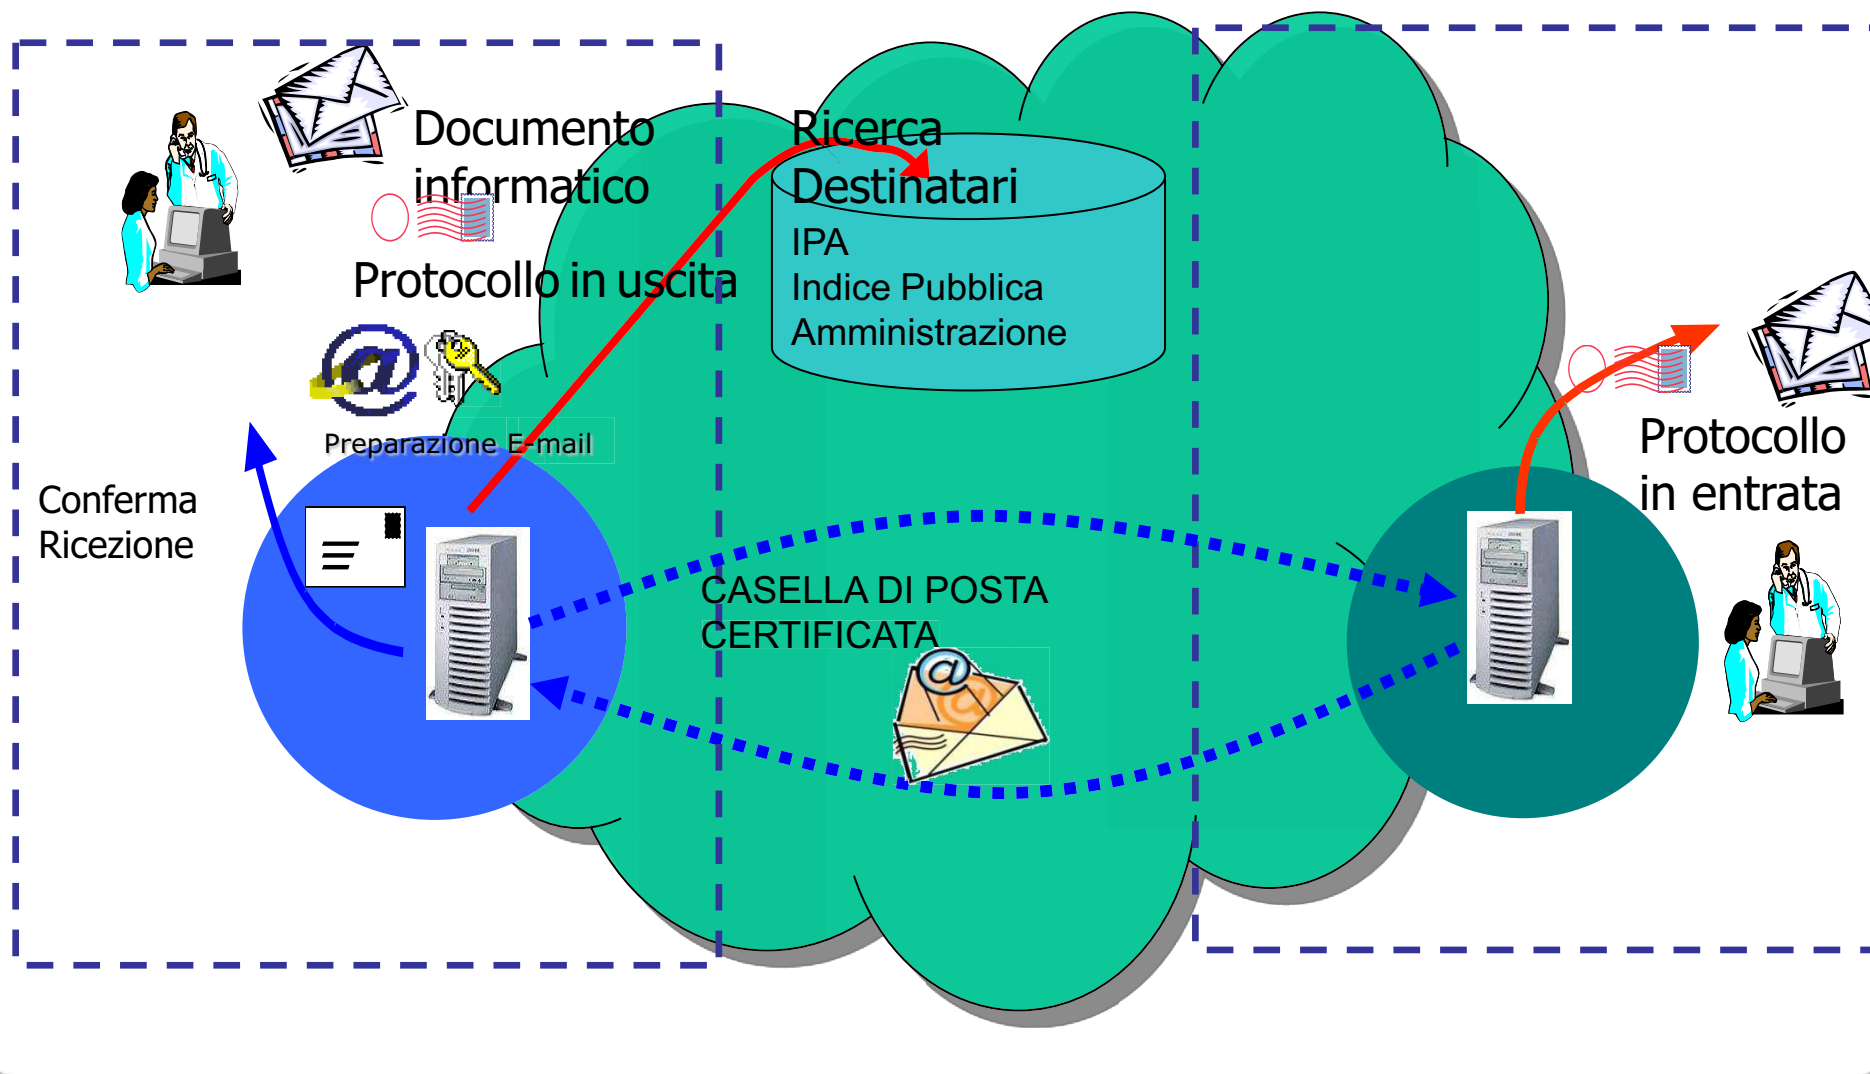 Documento
informatico
Protocollo in uscita
Preparazione E-mail
Conferma
Ricezione
Ricerca
Destinatari
IPA
Indice Pubblica
Amministrazione
CASELLA DI POSTA
CERTIFICATA
Protocollo
in entrata